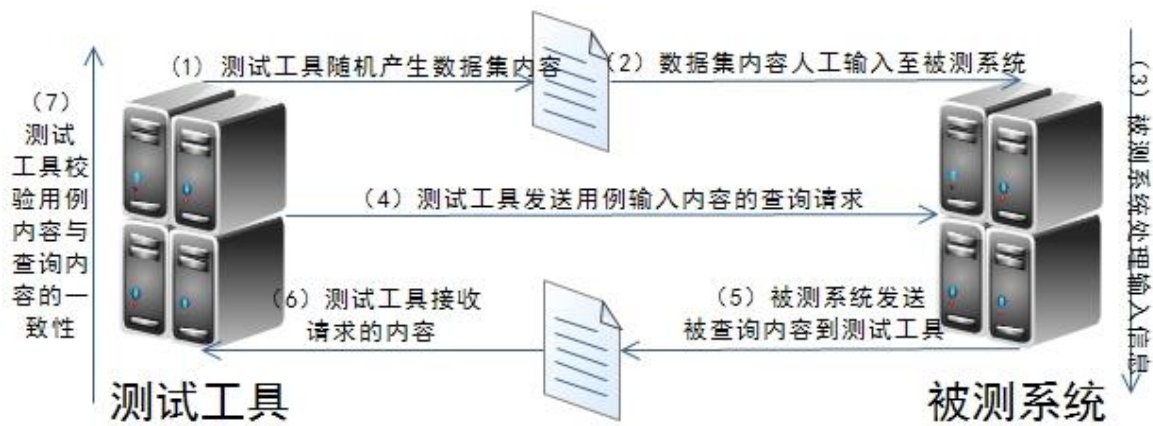 (1) 测试工具随机产生数据集内容
(2) 数据集内容人工输入至被测系统
(3) 被测系统处理输入信息
(7)
测试
工具校
验用例
内容与
查询内
容的一
致性
(4) 测试工具发送用例输入内容的查询请求
(6) 测试工具接收
请求的内容
(5) 被测系统发送
被查询内容到测试工具
测试工具
被测系统